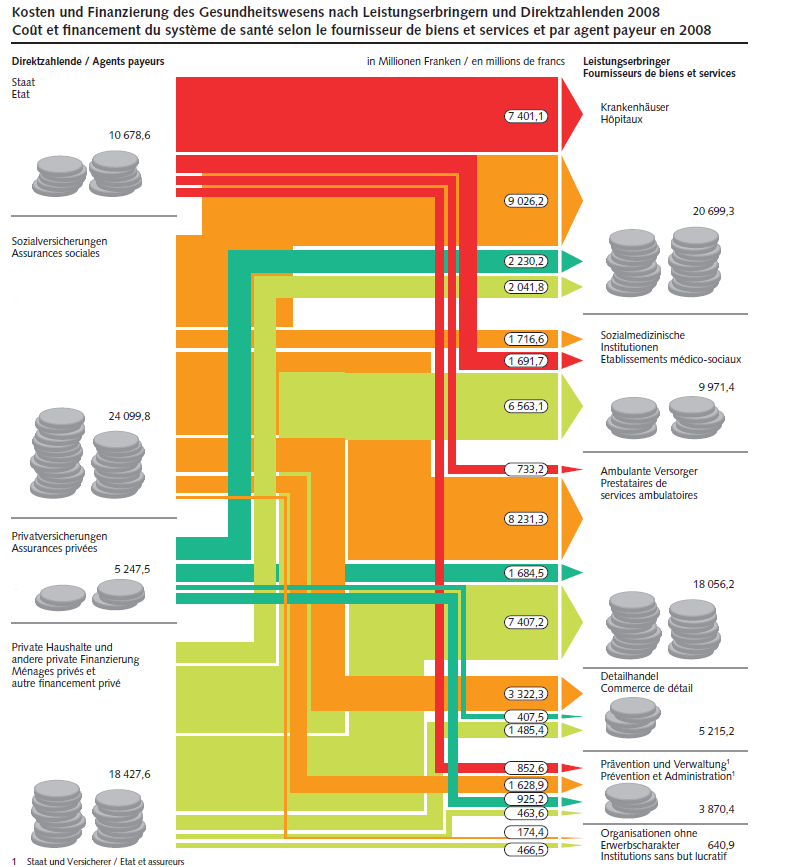 Kosten und Finanzierung des Gesundheitswesens nach Leistungserbringern und Direktzahlenden 2008
Coût et financement du système de santé selon le fournisseur de biens et services et par agent payeur en 2008
Direktzahlende / Agents payeurs
in Millionen Franken / en millions de francs
Leistungserbringer
Fournisseurs de biens et services
Staat
Etat
10 678,6
Sozialversicherungen
Assurances sociales
24 099,8
Privatversicherungen
Assurances privées
5 247,5
Private Haushalte und
andere private Finanzierung
Ménages privés et
autre financement privé
18 427,6
7 401,1
9 026,2
2 230,2
2 041,8
1 716,6
1 691,7
6 563,1
733,2
8 231,3
1 684,5
7 407,2
3 322,3
407,5
1 485,4
852,6
1 628,9
925,2
463,6
174,4
466,5
Krankenhäuser
Hôpitaux
20 699,3
Sozialmedizinische
Institutionen
Etablissements médico-sociaux
9 971,4
Ambulante Versorger
Prestataires de
services ambulatoires
18 056,2
Detailhandel
Commerce de détail
5 215,2
Prävention und Verwaltung¹
Prévention et Administration¹
3 870,4
Organisationen ohne
Erwerbscharakter 640,9
Institutions sans but lucratif
1 Staat und Versicherer / Etat et assureurs